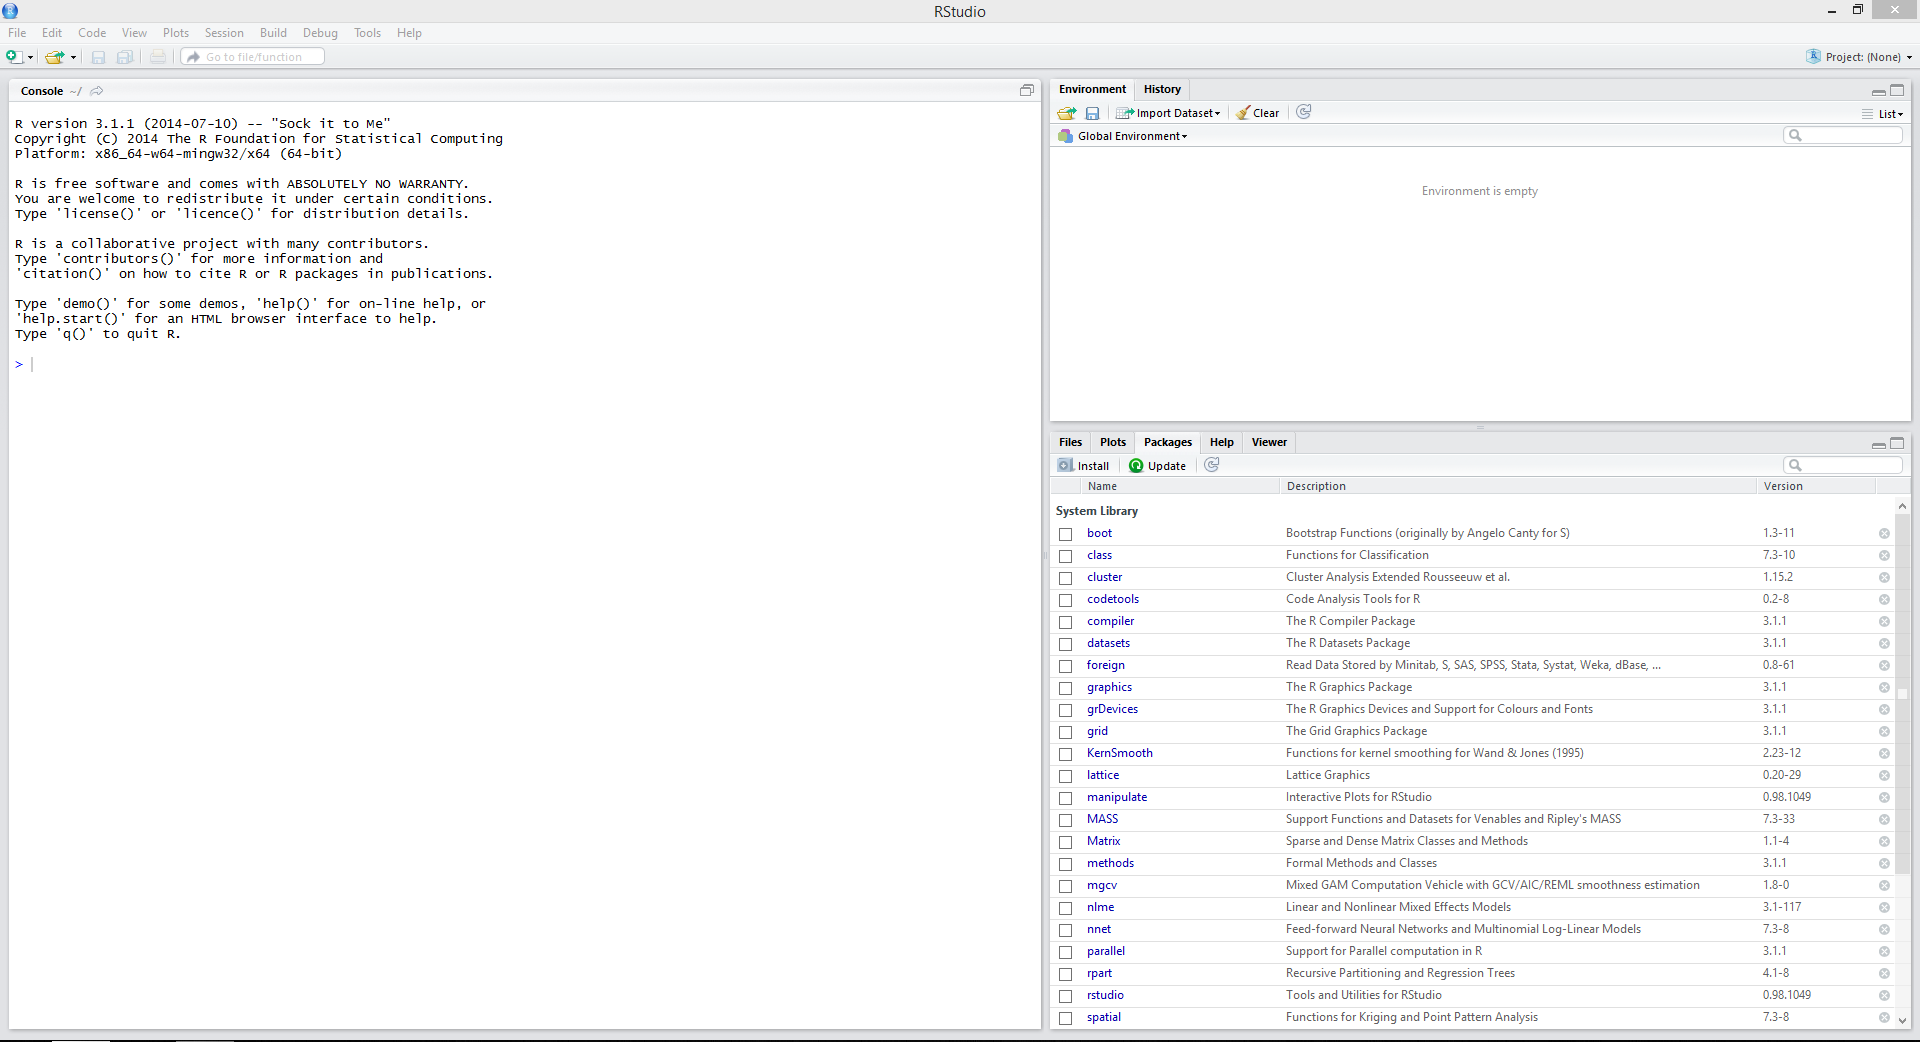 RStudio
File Edit Code View Plots Session Build Debug Tools Help
Go to file/function
Project: (None)
Console ~/
R version 3.1.1 (2014-07-10) -- "Sock it to Me"
Copyright (C) 2014 The R Foundation for Statistical Computing
Platform: x86_64-w64-mingw32/x64 (64-bit)
R is free software and comes with ABSOLUTELY NO WARRANTY.
You are welcome to redistribute it under certain conditions.
Type 'license()' or 'licence()' for distribution details.
R is a collaborative project with many contributors.
Type 'contributors()' for more information and
'citation()' on how to cite R or R packages in publications.
Type 'demo()' for some demos, 'help()' for on-line help, or
'help.start()' for an HTML browser interface to help.
Type 'q()' to quit R.
>
Environment History
Import Dataset Clear List
Global Environment
Environment is empty
Files Plots Packages Help Viewer
Install Update
Name Description Version
System Library
boot Bootstrap Functions (originally by Angelo Canty for S) 1.3-11
class Functions for Classification 7.3-10
cluster Cluster Analysis Extended Rousseeuw et al. 1.15.2
codetools Code Analysis Tools for R 0.2-8
compiler The R Compiler Package 3.1.1
datasets The R Datasets Package 3.1.1
foreign Read Data Stored by Minitab, S, SAS, SPSS, Stata, Systat, Weka, dBase, ... 0.8-61
graphics The R Graphics Package 3.1.1
grDevices The R Graphics Devices and Support for Colours and Fonts 3.1.1
grid The Grid Graphics Package 3.1.1
KernSmooth Functions for kernel smoothing for Wand & Jones (1995) 2.23-12
lattice Lattice Graphics 0.20-29
manipulate Interactive Plots for RStudio 0.98.1049
MASS Support Functions and Datasets for Venables and Ripley's MASS 7.3-33
Matrix Sparse and Dense Matrix Classes and Methods 1.1-4
methods Formal Methods and Classes 3.1.1
mgcv Mixed GAM Computation Vehicle with GCV/AIC/REML smoothness estimation 1.8-0
nlme Linear and Nonlinear Mixed Effects Models 3.1-117
nnet Feed-forward Neural Networks and Multinomial Log-Linear Models 7.3-8
parallel Support for Parallel computation in R 3.1.1
rpart Recursive Partitioning and Regression Trees 4.1-8
rstudio Tools and Utilities for RStudio 0.98.1049
spatial Functions for Kriging and Point Pattern Analysis 7.3-8